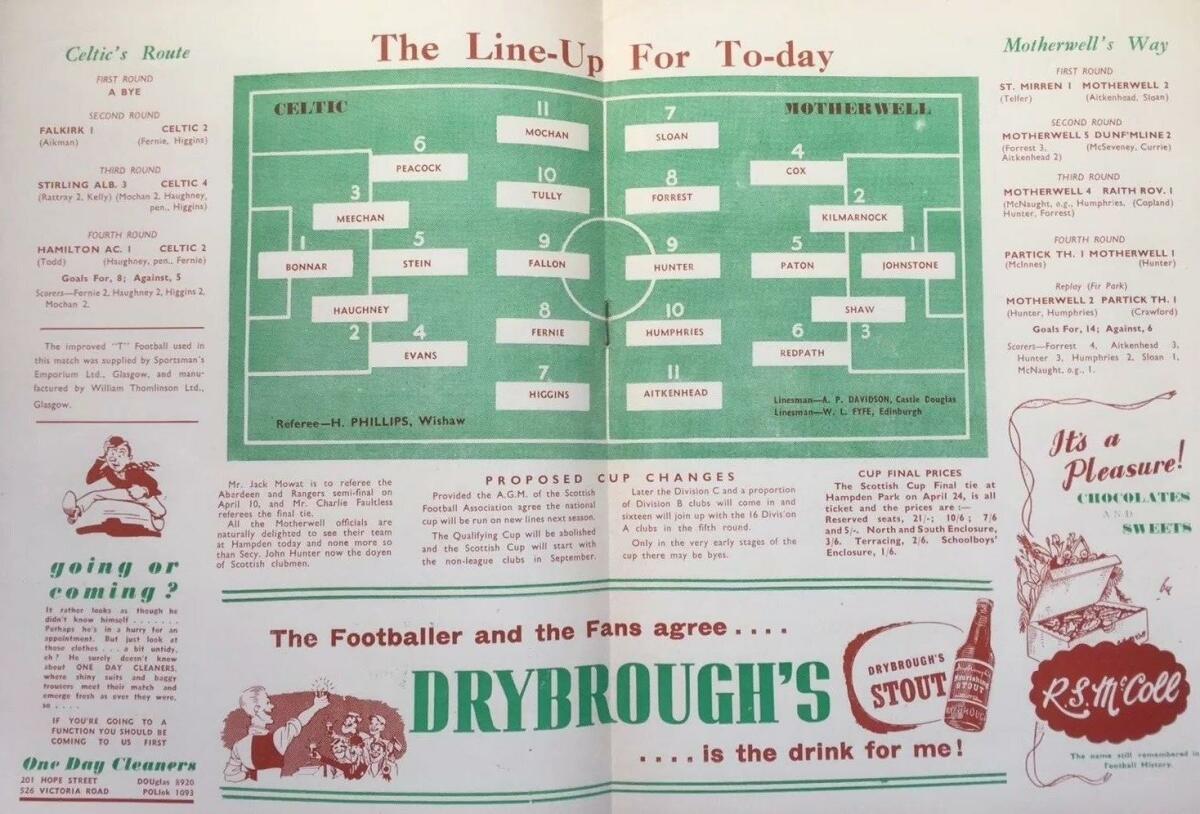 The Line-Up For To-day
Celtic's Route
FIRST ROUND
A BYE
SECOND ROUND
FALKIRK 1 CELTIC 2
(Aikman) (Fernie, Higgins)
THIRD ROUND
STIRLING ALB. 3 CELTIC 4
(Rattray 2, Kelly) (Mochan 2, Haughney,
pen., Higgins)
FOURTH ROUND
HAMILTON AC. 1 CELTIC 2
(Todd) (Haughney, pen., Fernie)
Goals For, 8; Against, 5
Scorers—Fernie 2, Haughney 2, Higgins 2,
Mochan 2.
The improved "T" Football used in
this match was supplied by Sportsman's
Emporium Ltd., Glasgow, and manu-
factured by William Thomlinson Ltd.,
Glasgow.
going or
coming?
It rather looks as though he
didn't know himself . . . . . . .
Perhaps he's in a hurry for an
appointment. But just look at
those clothes . . . a bit untidy,
eh? He surely doesn't know
about ONE DAY CLEANERS,
where shiny suits and baggy
trousers meet their match and
emerge fresh as ever they were,
so . . . .
IF YOU'RE GOING TO A
FUNCTION YOU SHOULD BE
COMING TO US FIRST
One Day Cleaners
201 HOPE STREET DOUglas 8920
526 VICTORIA ROAD POLlok 1093
CELTIC
1
BONNAR
3
MEECHAN
HAUGHNEY
2
6
PEACOCK
5
STEIN
4
EVANS
11
MOCHAN
10
TULLY
9
FALLON
8
FERNIE
7
HIGGINS
Referee—H. PHILLIPS, Wishaw
MOTHERWELL
7
SLOAN
8
FORREST
9
HUNTER
10
HUMPHRIES
11
AITKENHEAD
4
COX
5
PATON
6
REDPATH
2
KILMARNOCK
SHAW
3
1
JOHNSTONE
Linesman—A. P. DAVIDSON, Castle Douglas
Linesman—W. L. FYFE, Edinburgh
Mr. Jack Mowat is to referee the
Aberdeen and Rangers semi-final on
April 10, and Mr. Charlie Faultless
referees the final tie.
All the Motherwell officials are
naturally delighted to see their team
at Hampden today and none more so
than Secy. John Hunter now the doyen
of Scottish clubmen.
PROPOSED CUP CHANGES
Provided the A.G.M. of the Scottish
Football Association agree the national
cup will be run on new lines next season.
The Qualifying Cup will be abolished
and the Scottish Cup will start with
the non-league clubs in September.
Later the Division C and a proportion
of Division B clubs will come in and
sixteen will join up with the 16 Division
A clubs in the fifth round.
Only in the very early stages of the
cup there may be byes.
CUP FINAL PRICES
The Scottish Cup Final tie at
Hampden Park on April 24, is all
ticket and the prices are :—
Reserved seats, 21/-; 10/6; 7/6
and 5/-. North and South Enclosure,
3/6. Terracing, 2/6. Schoolboys'
Enclosure, 1/6.
The Footballer and the Fans agree . . . .
DRYBROUGH'S
. . . . is the drink for me!
DRYBROUGH'S
STOUT
Nourishing
STOUT
Motherwell's Way
FIRST ROUND
ST. MIRREN 1 MOTHERWELL 2
(Telfer) (Aitkenhead, Sloan)
SECOND ROUND
MOTHERWELL 5 DUNF'MLINE 2
(Forrest 3, (McSeveney, Currie)
Aitkenhead 2)
THIRD ROUND
MOTHERWELL 4 RAITH ROV. 1
(McNaught, o.g., Humphries, (Copland)
Hunter, Forrest)
FOURTH ROUND
PARTICK TH. 1 MOTHERWELL 1
(McInnes) (Hunter)
Replay (Fir Park)
MOTHERWELL 2 PARTICK TH. 1
(Hunter, Humphries) (Crawford)
Goals For, 14; Against, 6
Scorers—Forrest 4, Aitkenhead 3,
Hunter 3, Humphries 2, Sloan 1,
McNaught, o.g., 1.
It's a
Pleasure!
CHOCOLATES
AND
SWEETS
by
R.S. McColl
The name still remembered in
Football History.